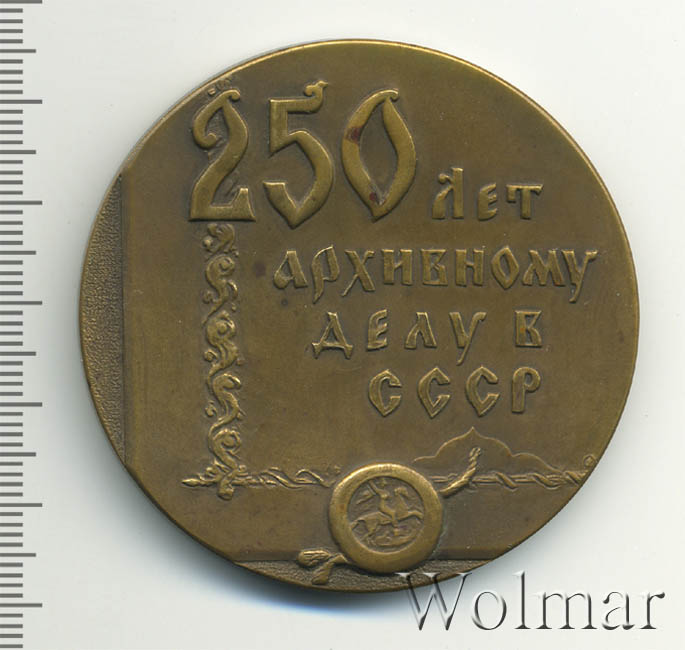 250 лет
архивному
делу в
СССР
Wolmar